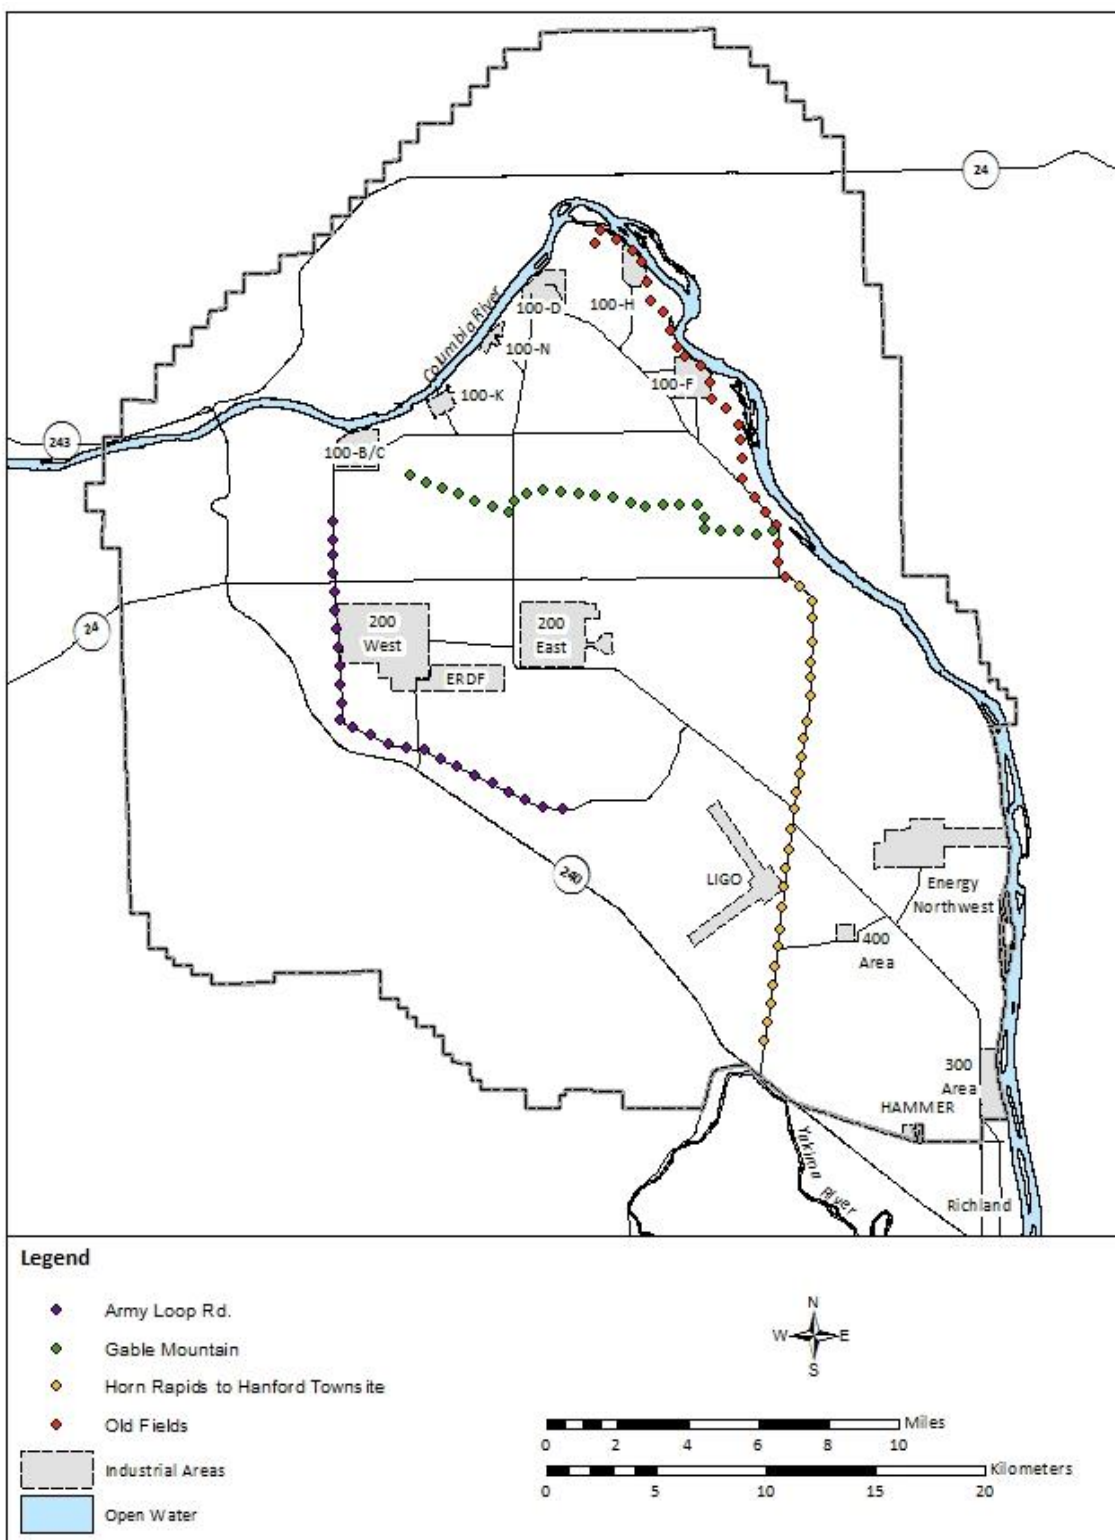 24
Columbia River
100-D
100-H
100-N
100-F
100-K
243
100-B/C
24
200
West
200
East
ERDF
LIGO
240
Energy
Northwest
400
Area
300
Area
HAMMER
Yakima River
Richland
Legend
Army Loop Rd.
Gable Mountain
Horn Rapids to Hanford Townsite
Old Fields
Industrial Areas
Open Water
N
W E
S
Miles
0 2 4 6 8 10
Kilometers
0 5 10 15 20